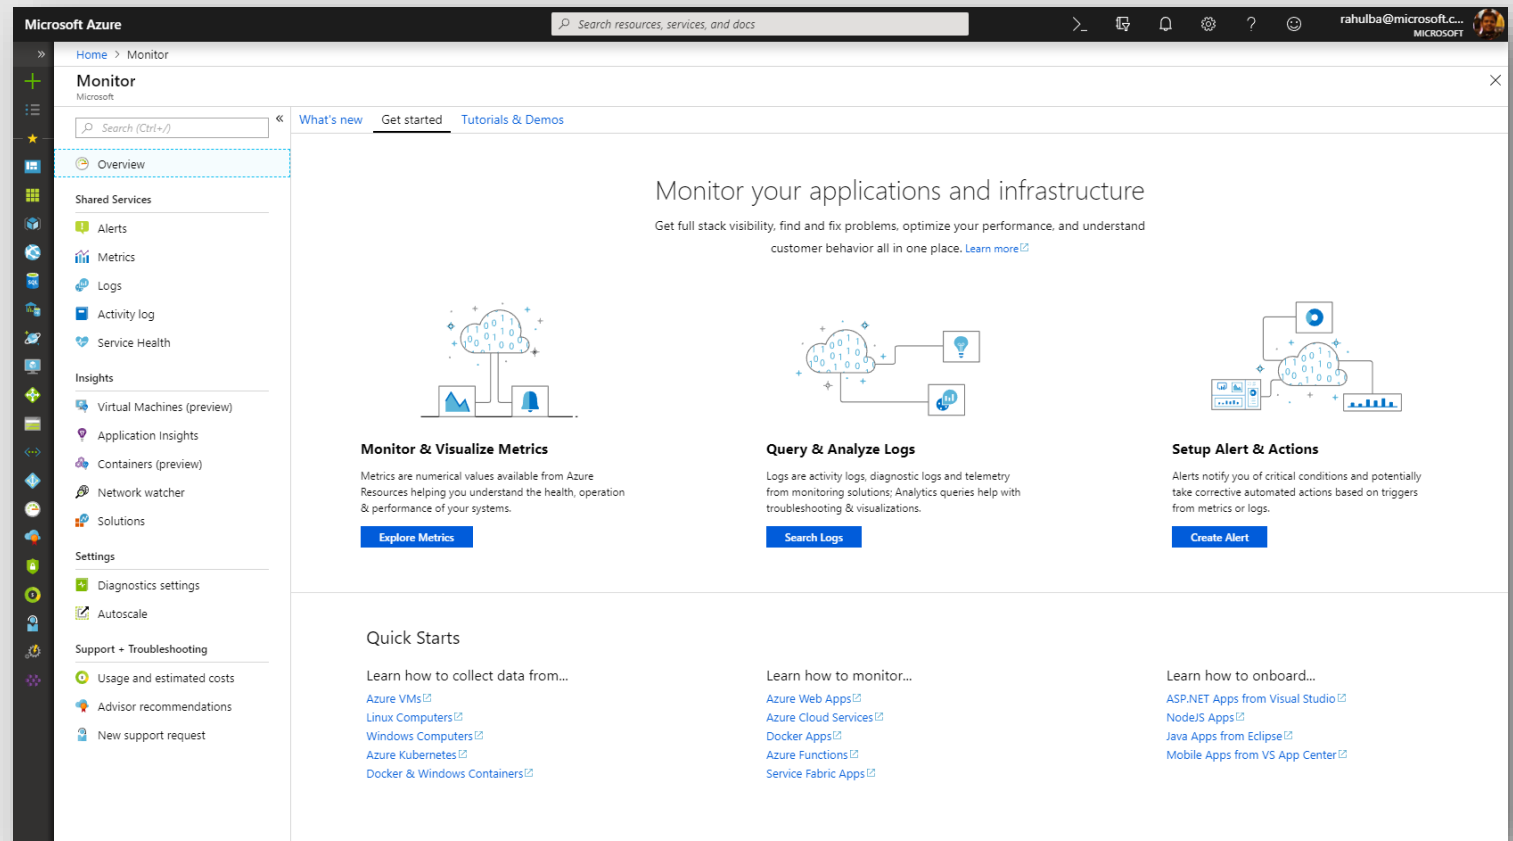 Microsoft Azure
Search resources, services, and docs
rahulba@microsoft.c...
MICROSOFT
Home > Monitor
Monitor
Microsoft
Search (Ctrl+/)
What's new
Get started
Tutorials & Demos
Overview
Shared Services
Alerts
Metrics
Logs
Activity log
Service Health
Insights
Virtual Machines (preview)
Application Insights
Containers (preview)
Network watcher
Solutions
Settings
Diagnostics settings
Autoscale
Support + Troubleshooting
Usage and estimated costs
Advisor recommendations
New support request
Monitor your applications and infrastructure
Get full stack visibility, find and fix problems, optimize your performance, and understand
customer behavior all in one place. Learn more
Monitor & Visualize Metrics
Metrics are numerical values available from Azure
Resources helping you understand the health, operation
& performance of your systems.
Explore Metrics
Query & Analyze Logs
Logs are activity logs, diagnostic logs and telemetry
from monitoring solutions; Analytics queries help with
troubleshooting & visualizations.
Search Logs
Setup Alert & Actions
Alerts notify you of critical conditions and potentially
take corrective automated actions based on triggers
from metrics or logs.
Create Alert
Quick Starts
Learn how to collect data from...
Azure VMs
Linux Computers
Windows Computers
Azure Kubernetes
Docker & Windows Containers
Learn how to monitor...
Azure Web Apps
Azure Cloud Services
Docker Apps
Azure Functions
Service Fabric Apps
Learn how to onboard...
ASP.NET Apps from Visual Studio
NodeJS Apps
Java Apps from Eclipse
Mobile Apps from VS App Center